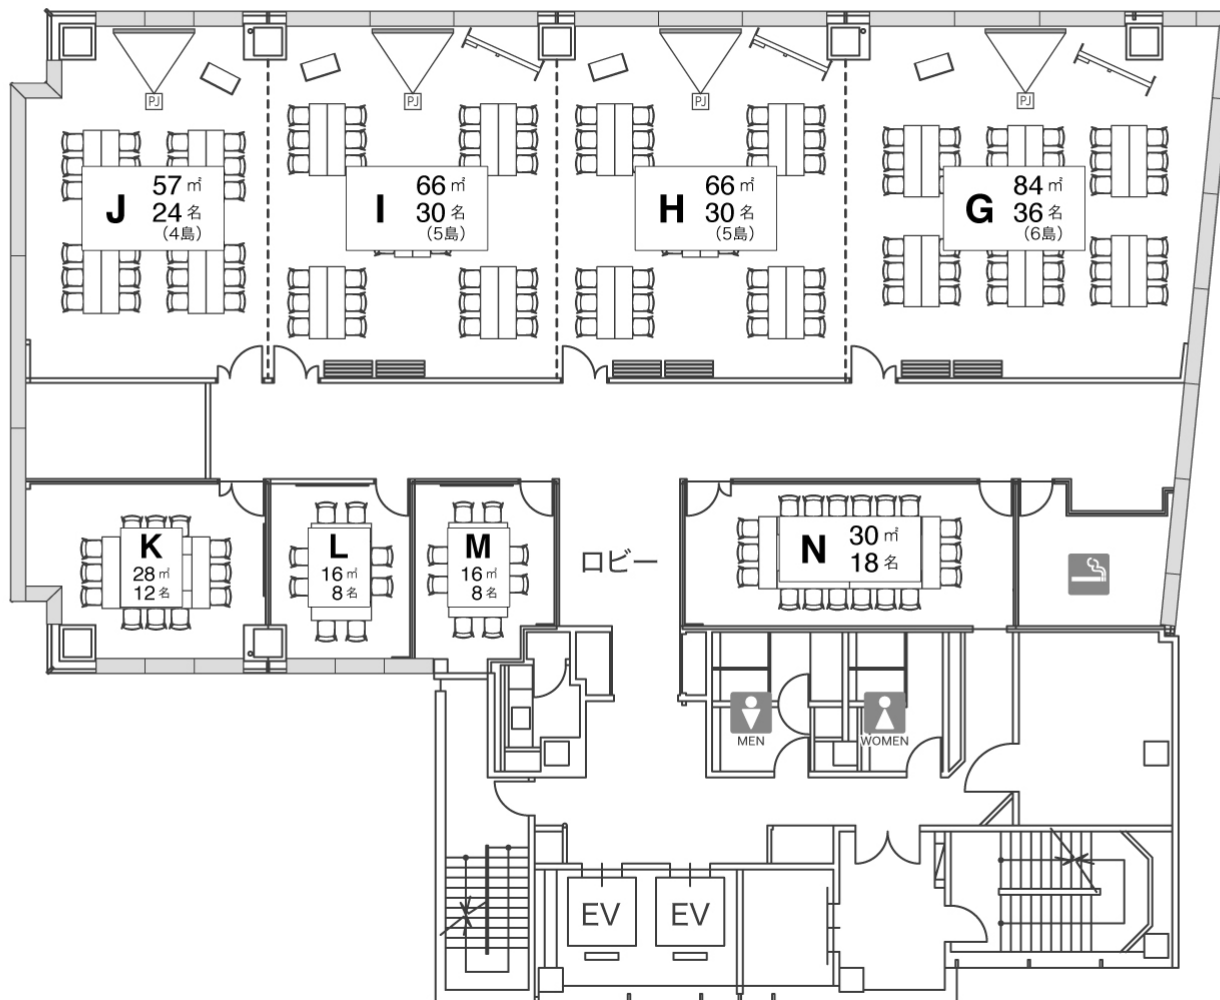 PJ
PJ
PJ
PJ
J 57㎡
24名
(4島)
I 66㎡
30名
(5島)
H 66㎡
30名
(5島)
G 84㎡
36名
(6島)
K
28㎡
12名
L
16㎡
8名
M
16㎡
8名
ロビー
N 30㎡
18名
MEN
WOMEN
EV
EV